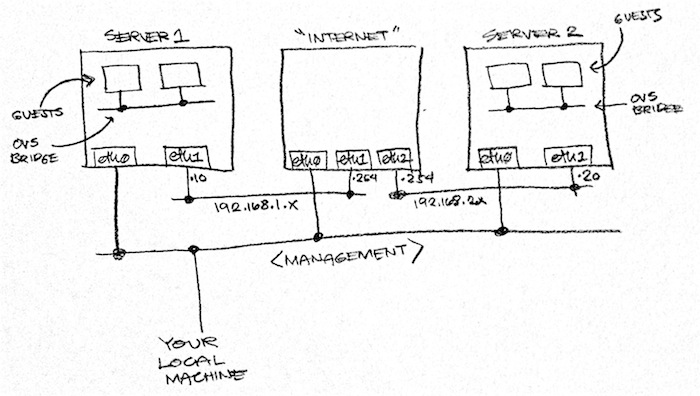 SERVER 1
"INTERNET"
SERVER 2
GUESTS
GUESTS
OVS
BRIDGE
OVS
BRIDGE
eth0
eth1
eth0
eth1
eth2
eth0
eth1
.10
.254
.254
.20
192.168.1.X
192.168.2.X
<MANAGEMENT>
YOUR
LOCAL
MACHINE